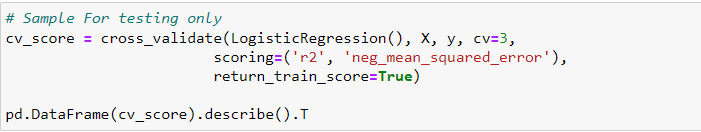 # Sample For testing only
cv_score = cross_validate(LogisticRegression(), X, y, cv=3,
scoring=('r2', 'neg_mean_squared_error'),
return_train_score=True)
pd.DataFrame(cv_score).describe().T